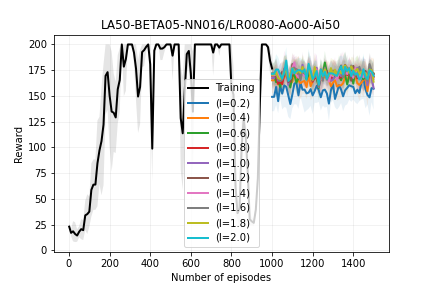 LA50-BETA05-NN016/LR0080-Ao00-Ai50
200
175
150
125
100
75
50
25
0
Reward
Training
(l=0.2)
(l=0.4)
(l=0.6)
(l=0.8)
(l=1.0)
(l=1.2)
(l=1.4)
(l=1.6)
(l=1.8)
(l=2.0)
0 200 400 600 800 1000 1200 1400
Number of episodes